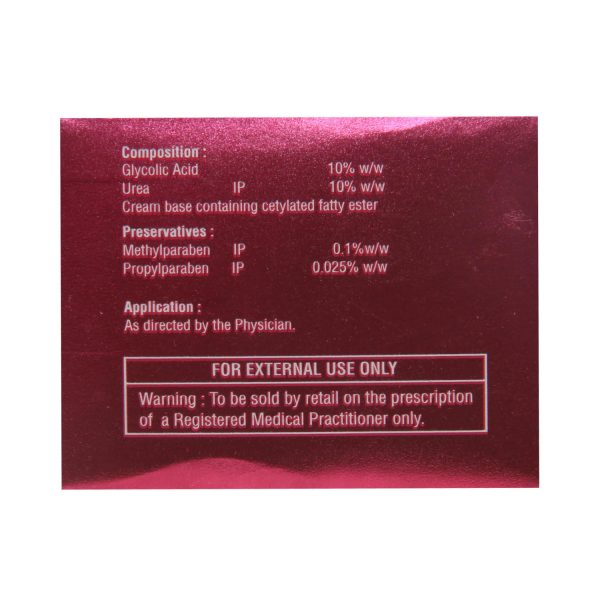 Composition :
Glycolic Acid 10% w/w
Urea IP 10% w/w
Cream base containing cetylated fatty ester
Preservatives :
Methylparaben IP 0.1%w/w
Propylparaben IP 0.025% w/w
Application :
As directed by the Physician.
FOR EXTERNAL USE ONLY
Warning : To be sold by retail on the prescription
of a Registered Medical Practitioner only.